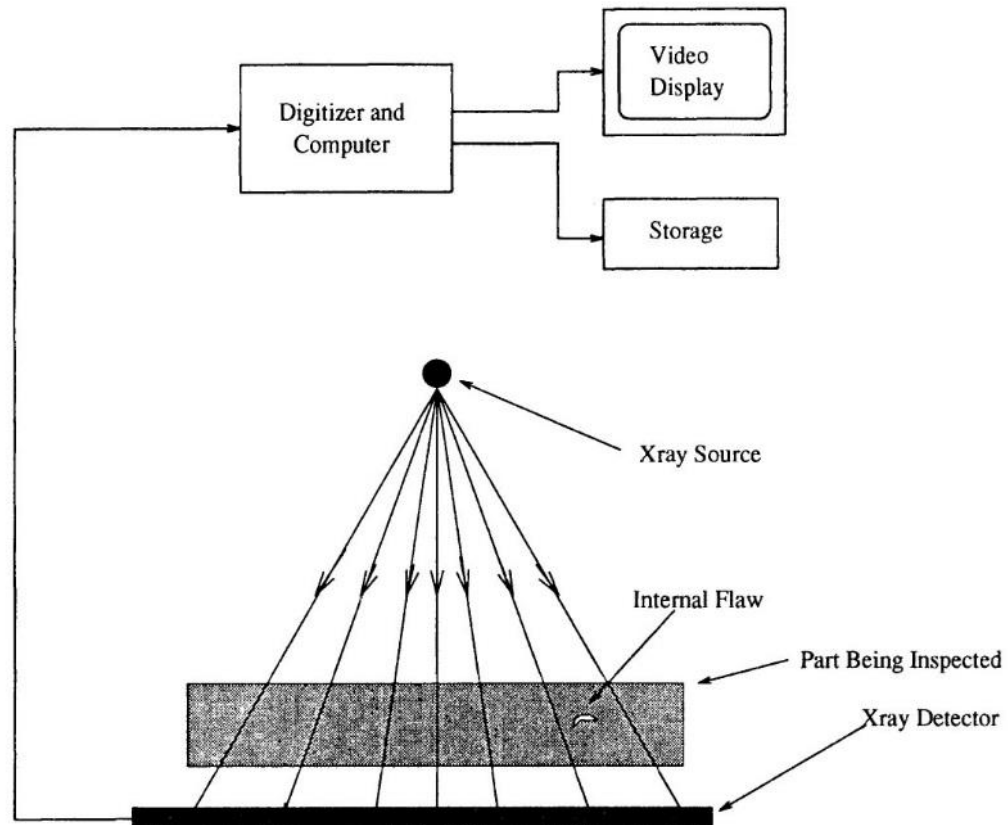 Video
Display
Digitizer and
Computer
Storage
Xray Source
Internal Flaw
Part Being Inspected
Xray Detector